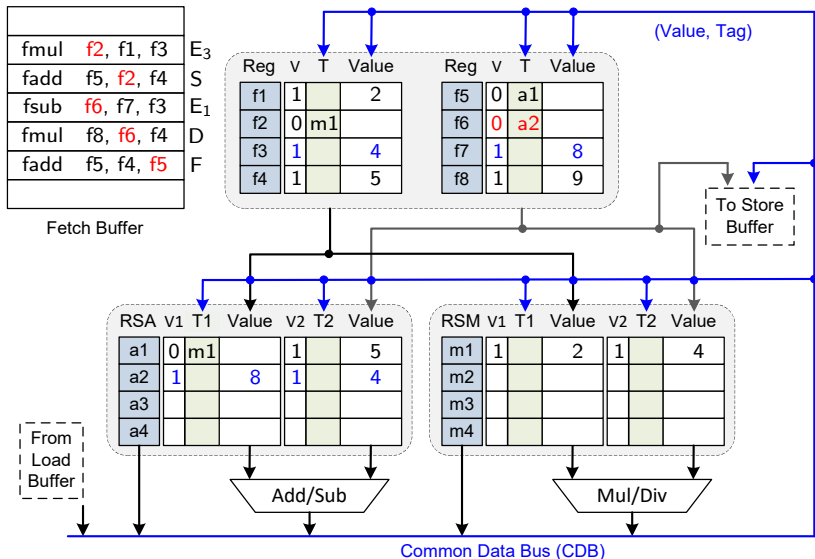 fmul f2, f1, f3 E3
fadd f5, f2, f4 S
fsub f6, f7, f3 E1
fmul f8, f6, f4 D
fadd f5, f4, f5 F
Fetch Buffer
(Value, Tag)
Reg V T Value
f1 1 2
f2 0 m1
f3 1 4
f4 1 5
Reg V T Value
f5 0 a1
f6 0 a2
f7 1 8
f8 1 9
To Store
Buffer
RSA V1 T1 Value V2 T2 Value
a1 0 m1 1 5
a2 1 8 1 4
a3
a4
RSM V1 T1 Value V2 T2 Value
m1 1 2 1 4
m2
m3
m4
From
Load
Buffer
Add/Sub
Mul/Div
Common Data Bus (CDB)